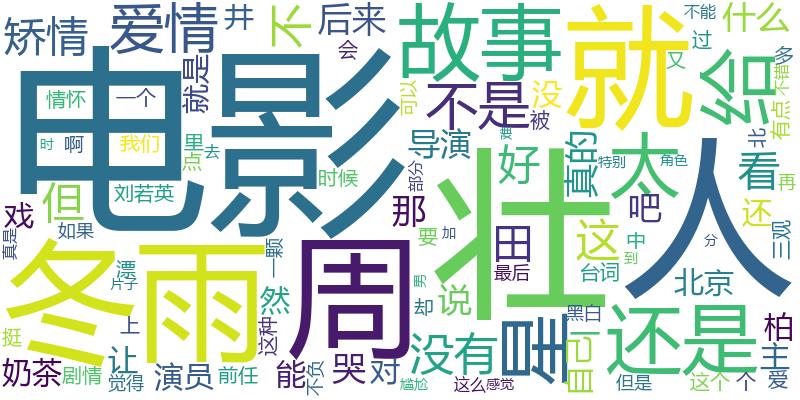 矫情
爱情
井
不
后来
会
故事
就
不能
什么
过
又
多
电影
就是
情怀
一个
给
不是
没
可以
被
不错
有点
时
啊
我们
里
点
去
导演
好
真的
太
人
特别
角色
北
看
再
刘若英
时候
部分
壮
但
戏
如果
真是
冬雨
周
那
要
加
田
最后
这
吧
还
中
到
分
三观
台词
北京
漂
片子
一颗
然
这种
男
却
说
星
黑白
还是
柏
挺
上
让
奶茶
剧情
觉得
演员
前任
能
不负
哭
对
尴尬
没有
这么
感觉
自己
但是
这个
个
主
爱